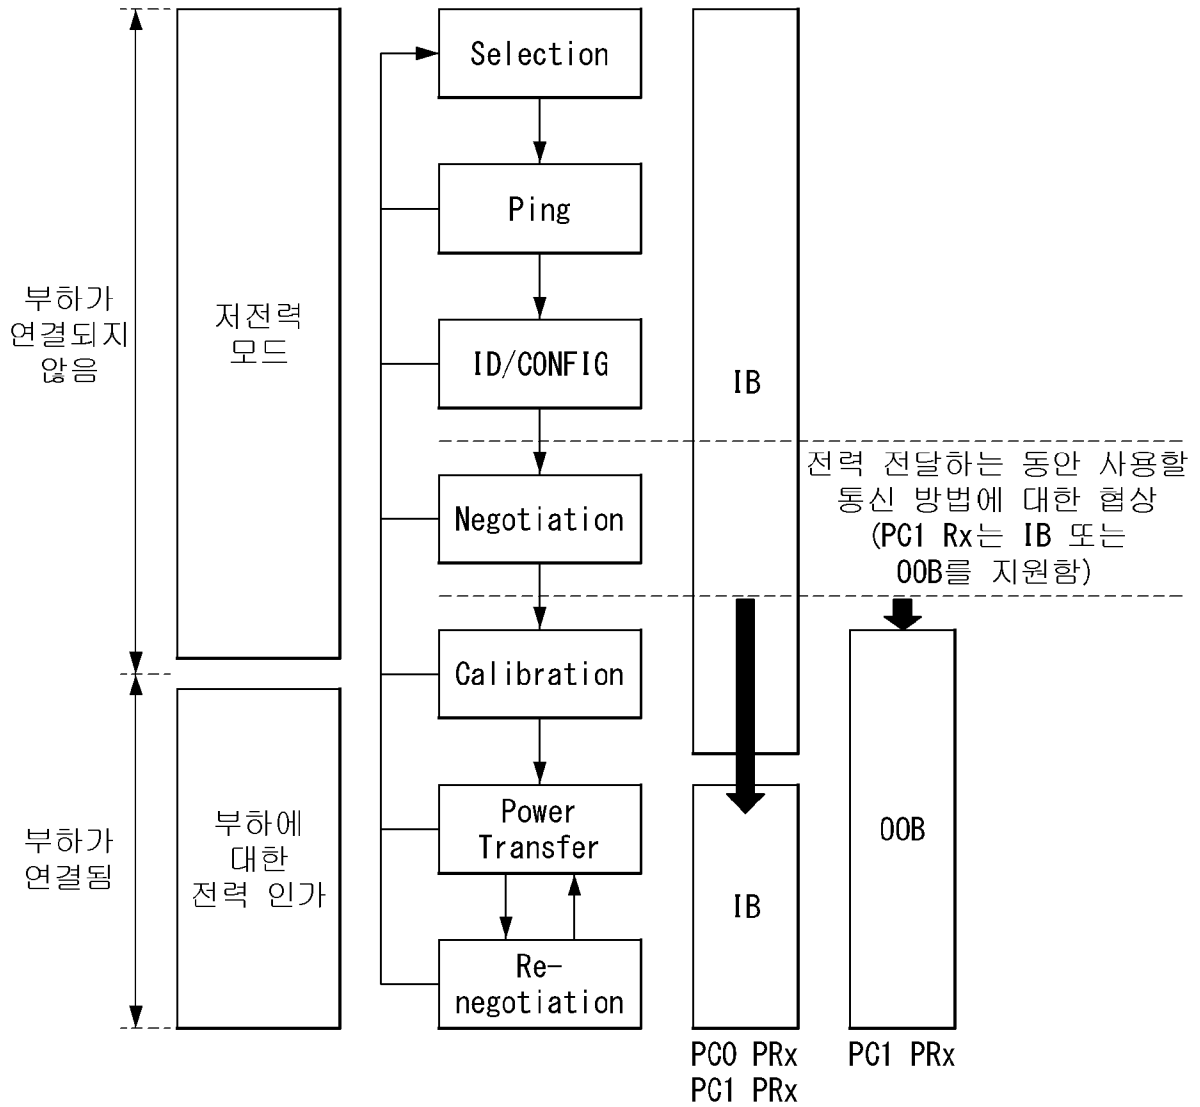 Selection
Ping
부하가
연결되지
않음
저전력
모드
ID/CONFIG
IB
전력 전달하는 동안 사용할
통신 방법에 대한 협상
(PC1 Rx는 IB 또는
OOB를 지원함)
Negotiation
Calibration
부하가
연결됨
부하에
대한
전력 인가
Power
Transfer
OOB
IB
Re-
negotiation
PC0 PRx
PC1 PRx
PC1 PRx